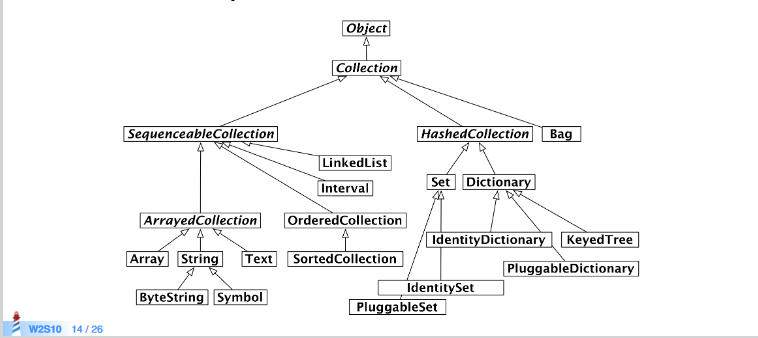 Object
Collection
SequenceableCollection
HashedCollection
Bag
LinkedList
Interval
Set
Dictionary
ArrayedCollection
OrderedCollection
IdentityDictionary
KeyedTree
Array
String
Text
SortedCollection
PluggableDictionary
IdentitySet
ByteString
Symbol
PluggableSet
W2S10 14 / 26